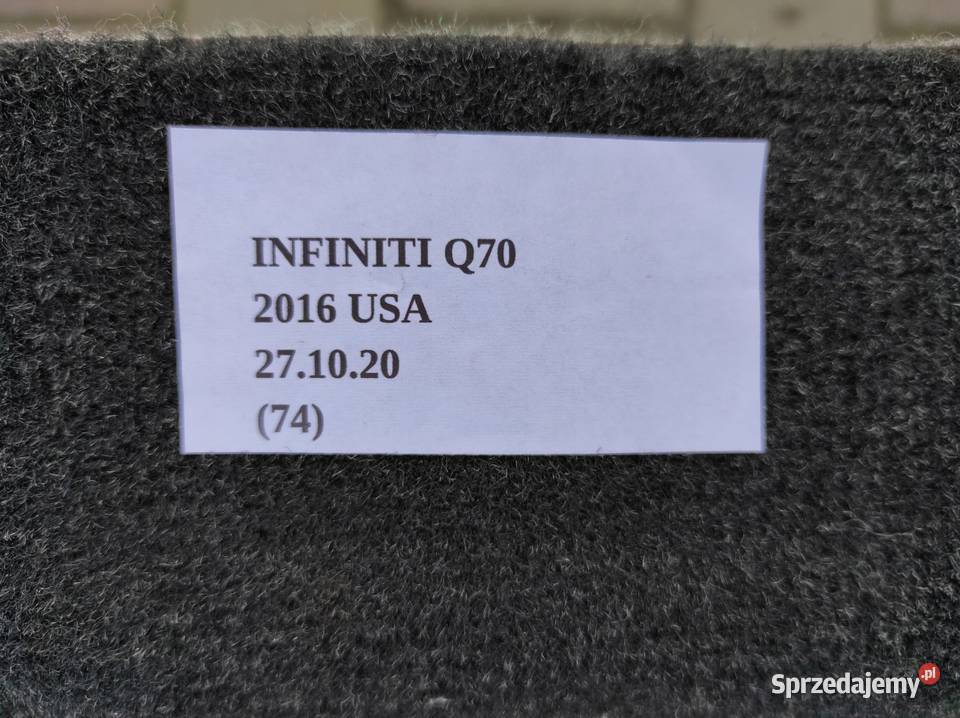 INFINITI Q70
2016 USA
27.10.20
(74)
Sprzedajemy.pl